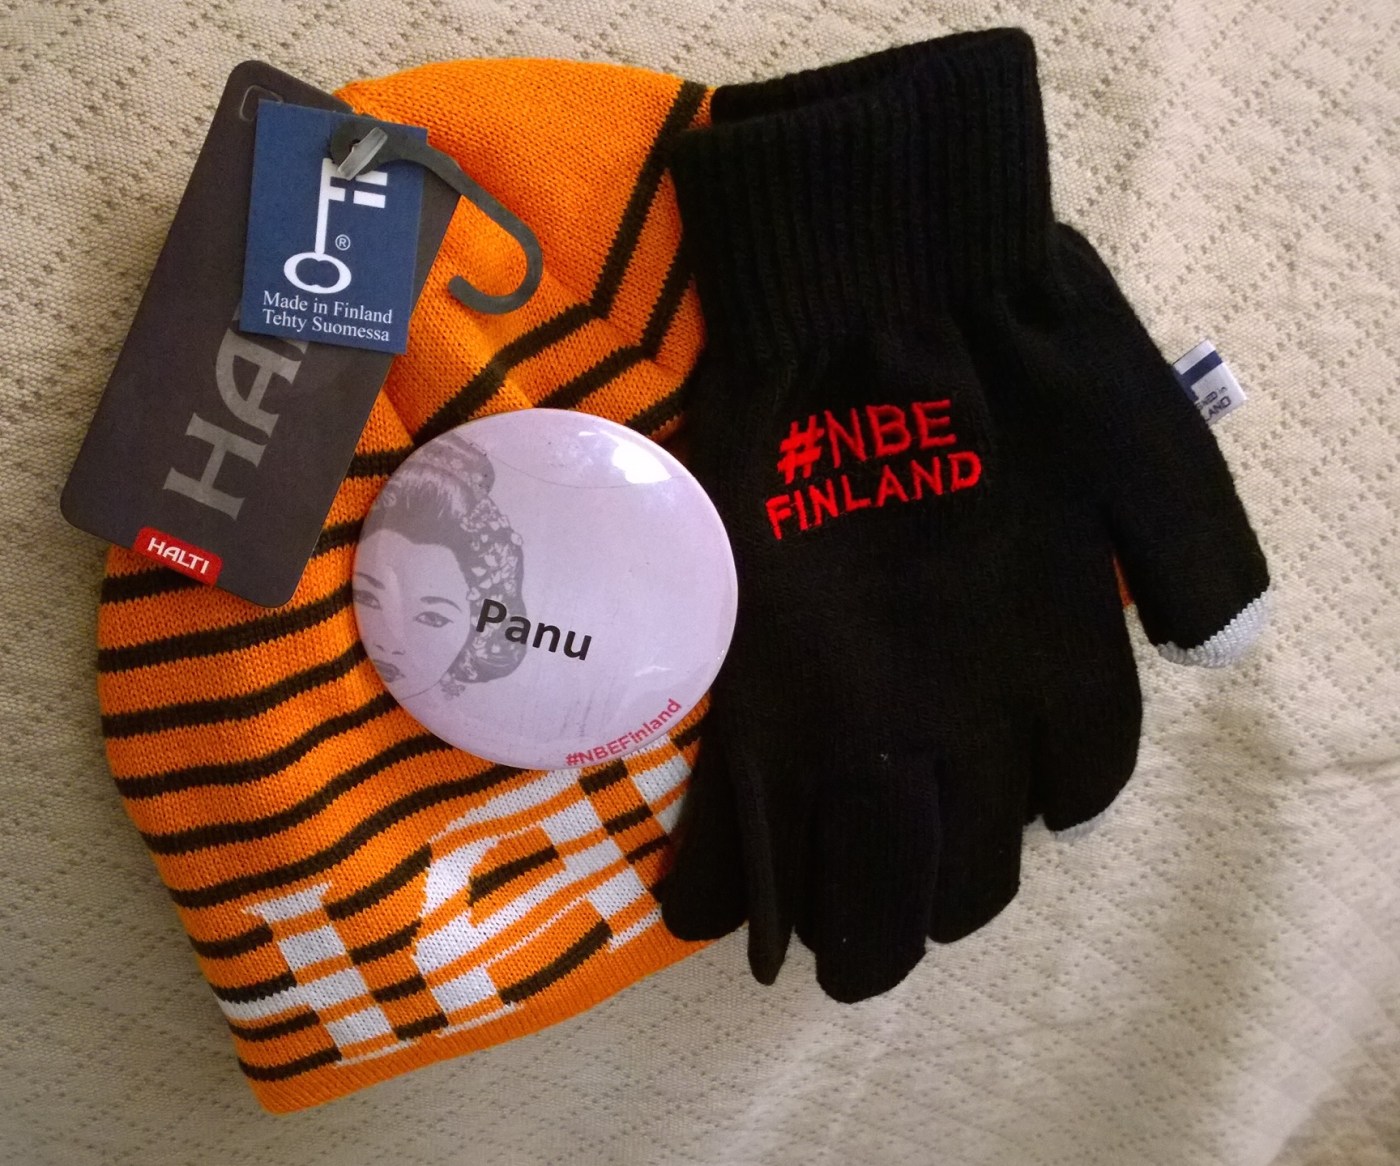 ®
Made in Finland
Tehty Suomessa
HALTI
#NBE
FINLAND
Panu
#NBEFinland